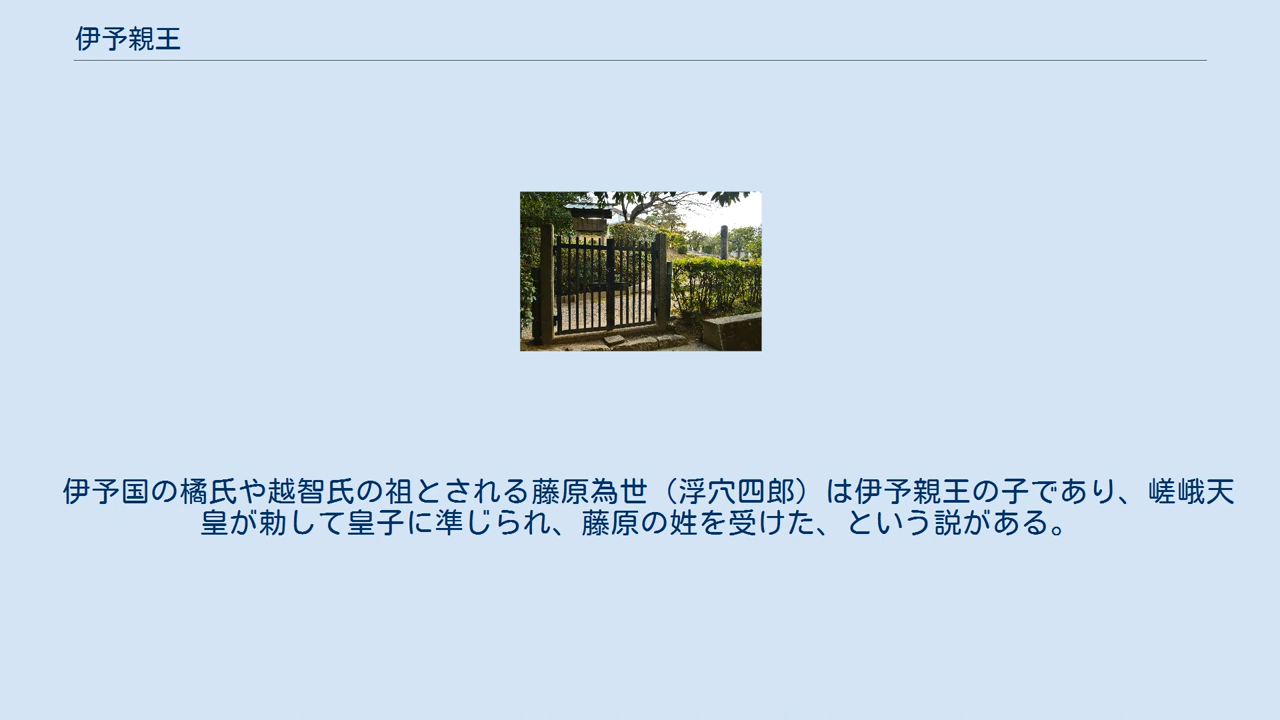 伊予親王
伊予国の橘氏や越智氏の祖とされる藤原為世（浮穴四郎）は伊予親王の子であり、嵯峨天
皇が勅して皇子に準じられ、藤原の姓を受けた、という説がある。